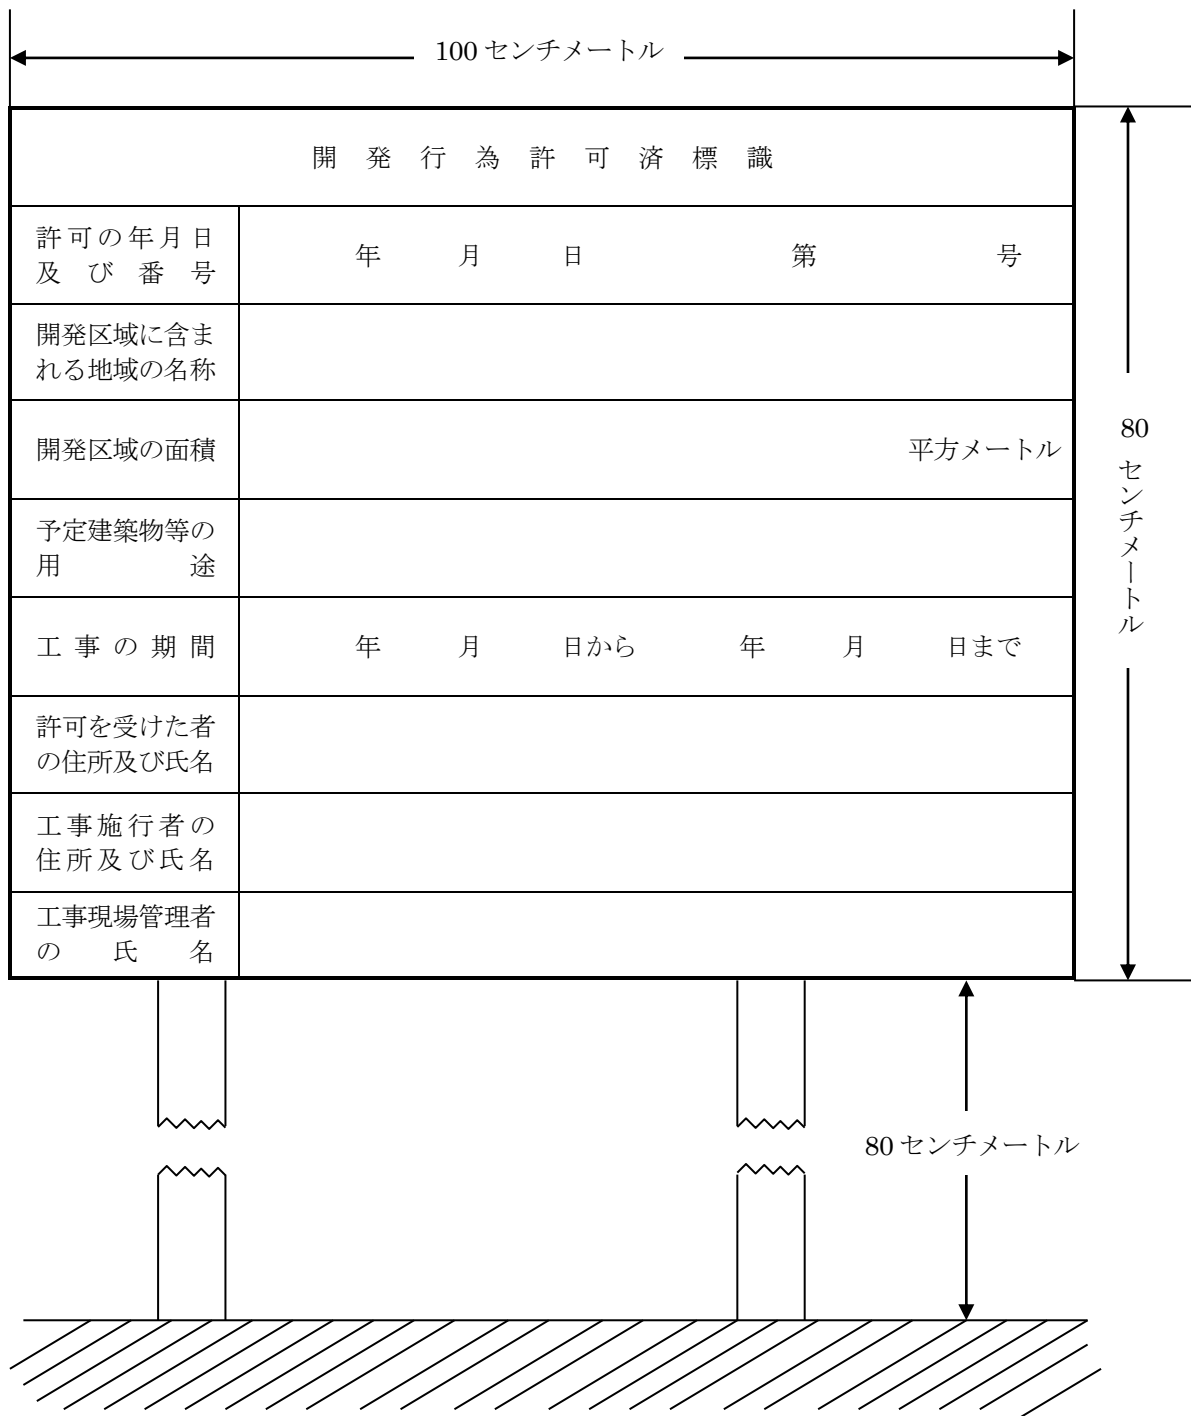 100 センチメートル
開発行為許可済標識
許可の年月日
及び番号
年 月 日 第 号
開発区域に含ま
れる地域の名称
開発区域の面積
平方メートル
予定建築物等の
用途
工事の期間
年 月 日から 年 月 日まで
許可を受けた者
の住所及び氏名
工事施行者の
住所及び氏名
工事現場管理者
の氏名
80
センチメートル
80 センチメートル